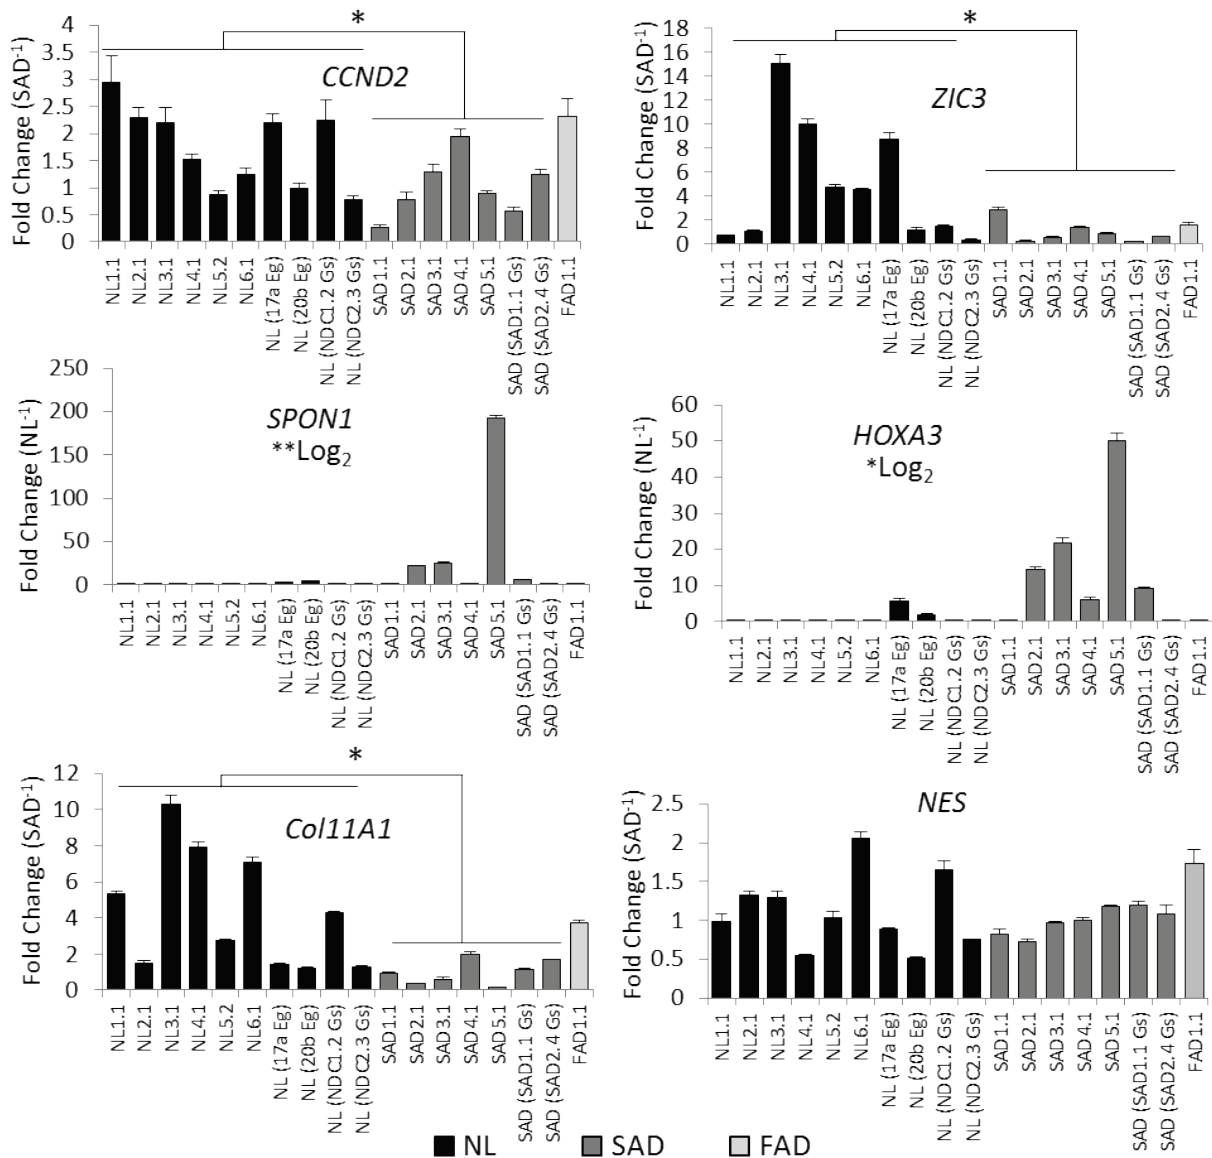 *
CCND2
Fold Change (SAD⁻¹)
4
3.5
3
2.5
2
1.5
1
0.5
0
NL1.1
NL2.1
NL3.1
NL4.1
NL5.2
NL6.1
NL (17a Eg)
NL (20b Eg)
NL (NDC1.2 Gs)
NL (NDC2.3 Gs)
SAD1.1
SAD2.1
SAD3.1
SAD4.1
SAD5.1
SAD (SAD1.1 Gs)
SAD (SAD2.4 Gs)
FAD1.1
*
ZIC3
Fold Change (SAD⁻¹)
18
16
14
12
10
8
6
4
2
0
NL1.1
NL2.1
NL3.1
NL4.1
NL5.2
NL6.1
NL (17a Eg)
NL (20b Eg)
NL (NDC1.2 Gs)
NL (NDC2.3 Gs)
SAD1.1
SAD2.1
SAD3.1
SAD4.1
SAD5.1
SAD (SAD1.1 Gs)
SAD (SAD2.4 Gs)
FAD1.1
SPON1
**Log₂
Fold Change (NL⁻¹)
250
200
150
100
50
0
NL1.1
NL2.1
NL3.1
NL4.1
NL5.2
NL6.1
NL (17a Eg)
NL (20b Eg)
NL (NDC1.2 Gs)
NL (NDC2.3 Gs)
SAD1.1
SAD2.1
SAD3.1
SAD4.1
SAD5.1
SAD (SAD1.1 Gs)
SAD (SAD2.4 Gs)
FAD1.1
HOXA3
*Log₂
Fold Change (NL⁻¹)
60
50
40
30
20
10
0
NL1.1
NL2.1
NL3.1
NL4.1
NL5.2
NL6.1
NL (17a Eg)
NL (20b Eg)
NL (NDC1.2 Gs)
NL (NDC2.3 Gs)
SAD1.1
SAD2.1
SAD3.1
SAD4.1
SAD5.1
SAD (SAD1.1 Gs)
SAD (SAD2.4 Gs)
FAD1.1
*
Col11A1
Fold Change (SAD⁻¹)
12
10
8
6
4
2
0
NL1.1
NL2.1
NL3.1
NL4.1
NL5.2
NL6.1
NL (17a Eg)
NL (20b Eg)
NL (NDC1.2 Gs)
NL (NDC2.3 Gs)
SAD1.1
SAD2.1
SAD3.1
SAD4.1
SAD5.1
SAD (SAD1.1 Gs)
SAD (SAD2.4 Gs)
FAD1.1
NES
Fold Change (SAD⁻¹)
2.5
2
1.5
1
0.5
0
NL1.1
NL2.1
NL3.1
NL4.1
NL5.2
NL6.1
NL (17a Eg)
NL (20b Eg)
NL (NDC1.2 Gs)
NL (NDC2.3 Gs)
SAD1.1
SAD2.1
SAD3.1
SAD4.1
SAD5.1
SAD (SAD1.1 Gs)
SAD (SAD2.4 Gs)
FAD1.1
NL SAD FAD